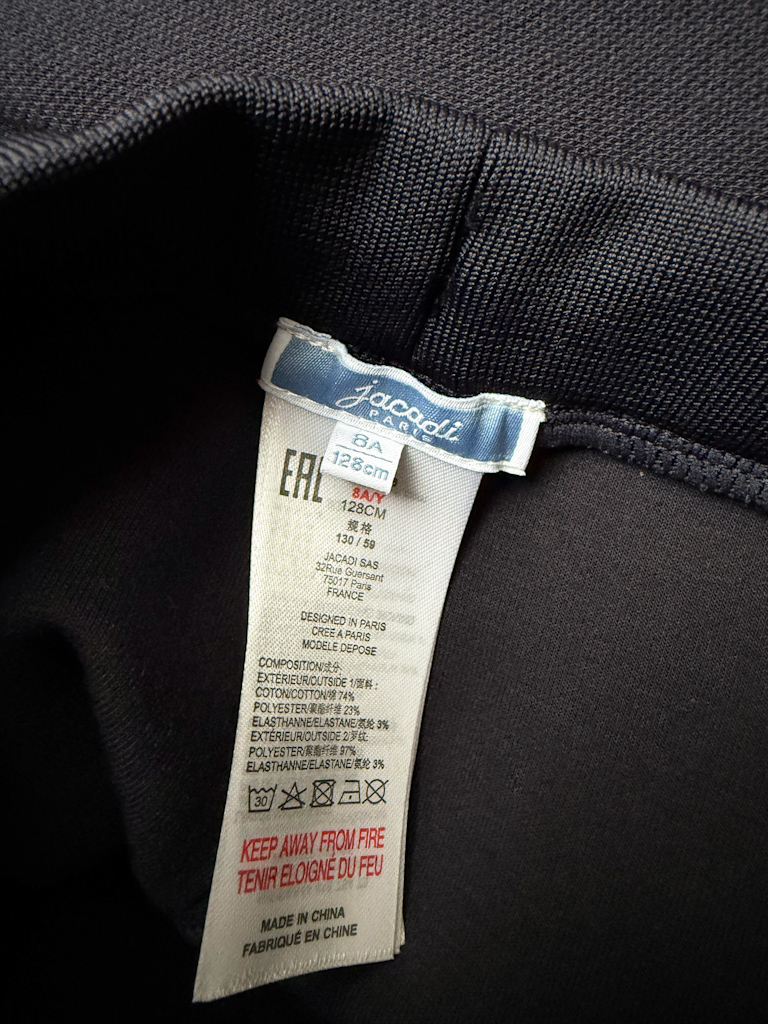 jacadi
PARIS
8A
128cm
EAC
8A/Y
128CM
规格
130 / 59
JACADI SAS
32Rue Guersant
75017 Paris
FRANCE
DESIGNED IN PARIS
CREE A PARIS
MODELE DEPOSE
COMPOSITION/成分:
EXTÉRIEUR/OUTSIDE 1/面料 :
COTON/COTTON/棉 74%
POLYESTER/聚酯纤维 23%
ELASTHANNE/ELASTANE/氨纶 3%
EXTÉRIEUR/OUTSIDE 2/罗纹:
POLYESTER/聚酯纤维 97%
ELASTHANNE/ELASTANE/氨纶 3%
30
KEEP AWAY FROM FIRE
TENIR ELOIGNÉ DU FEU
MADE IN CHINA
FABRIQUÉ EN CHINE